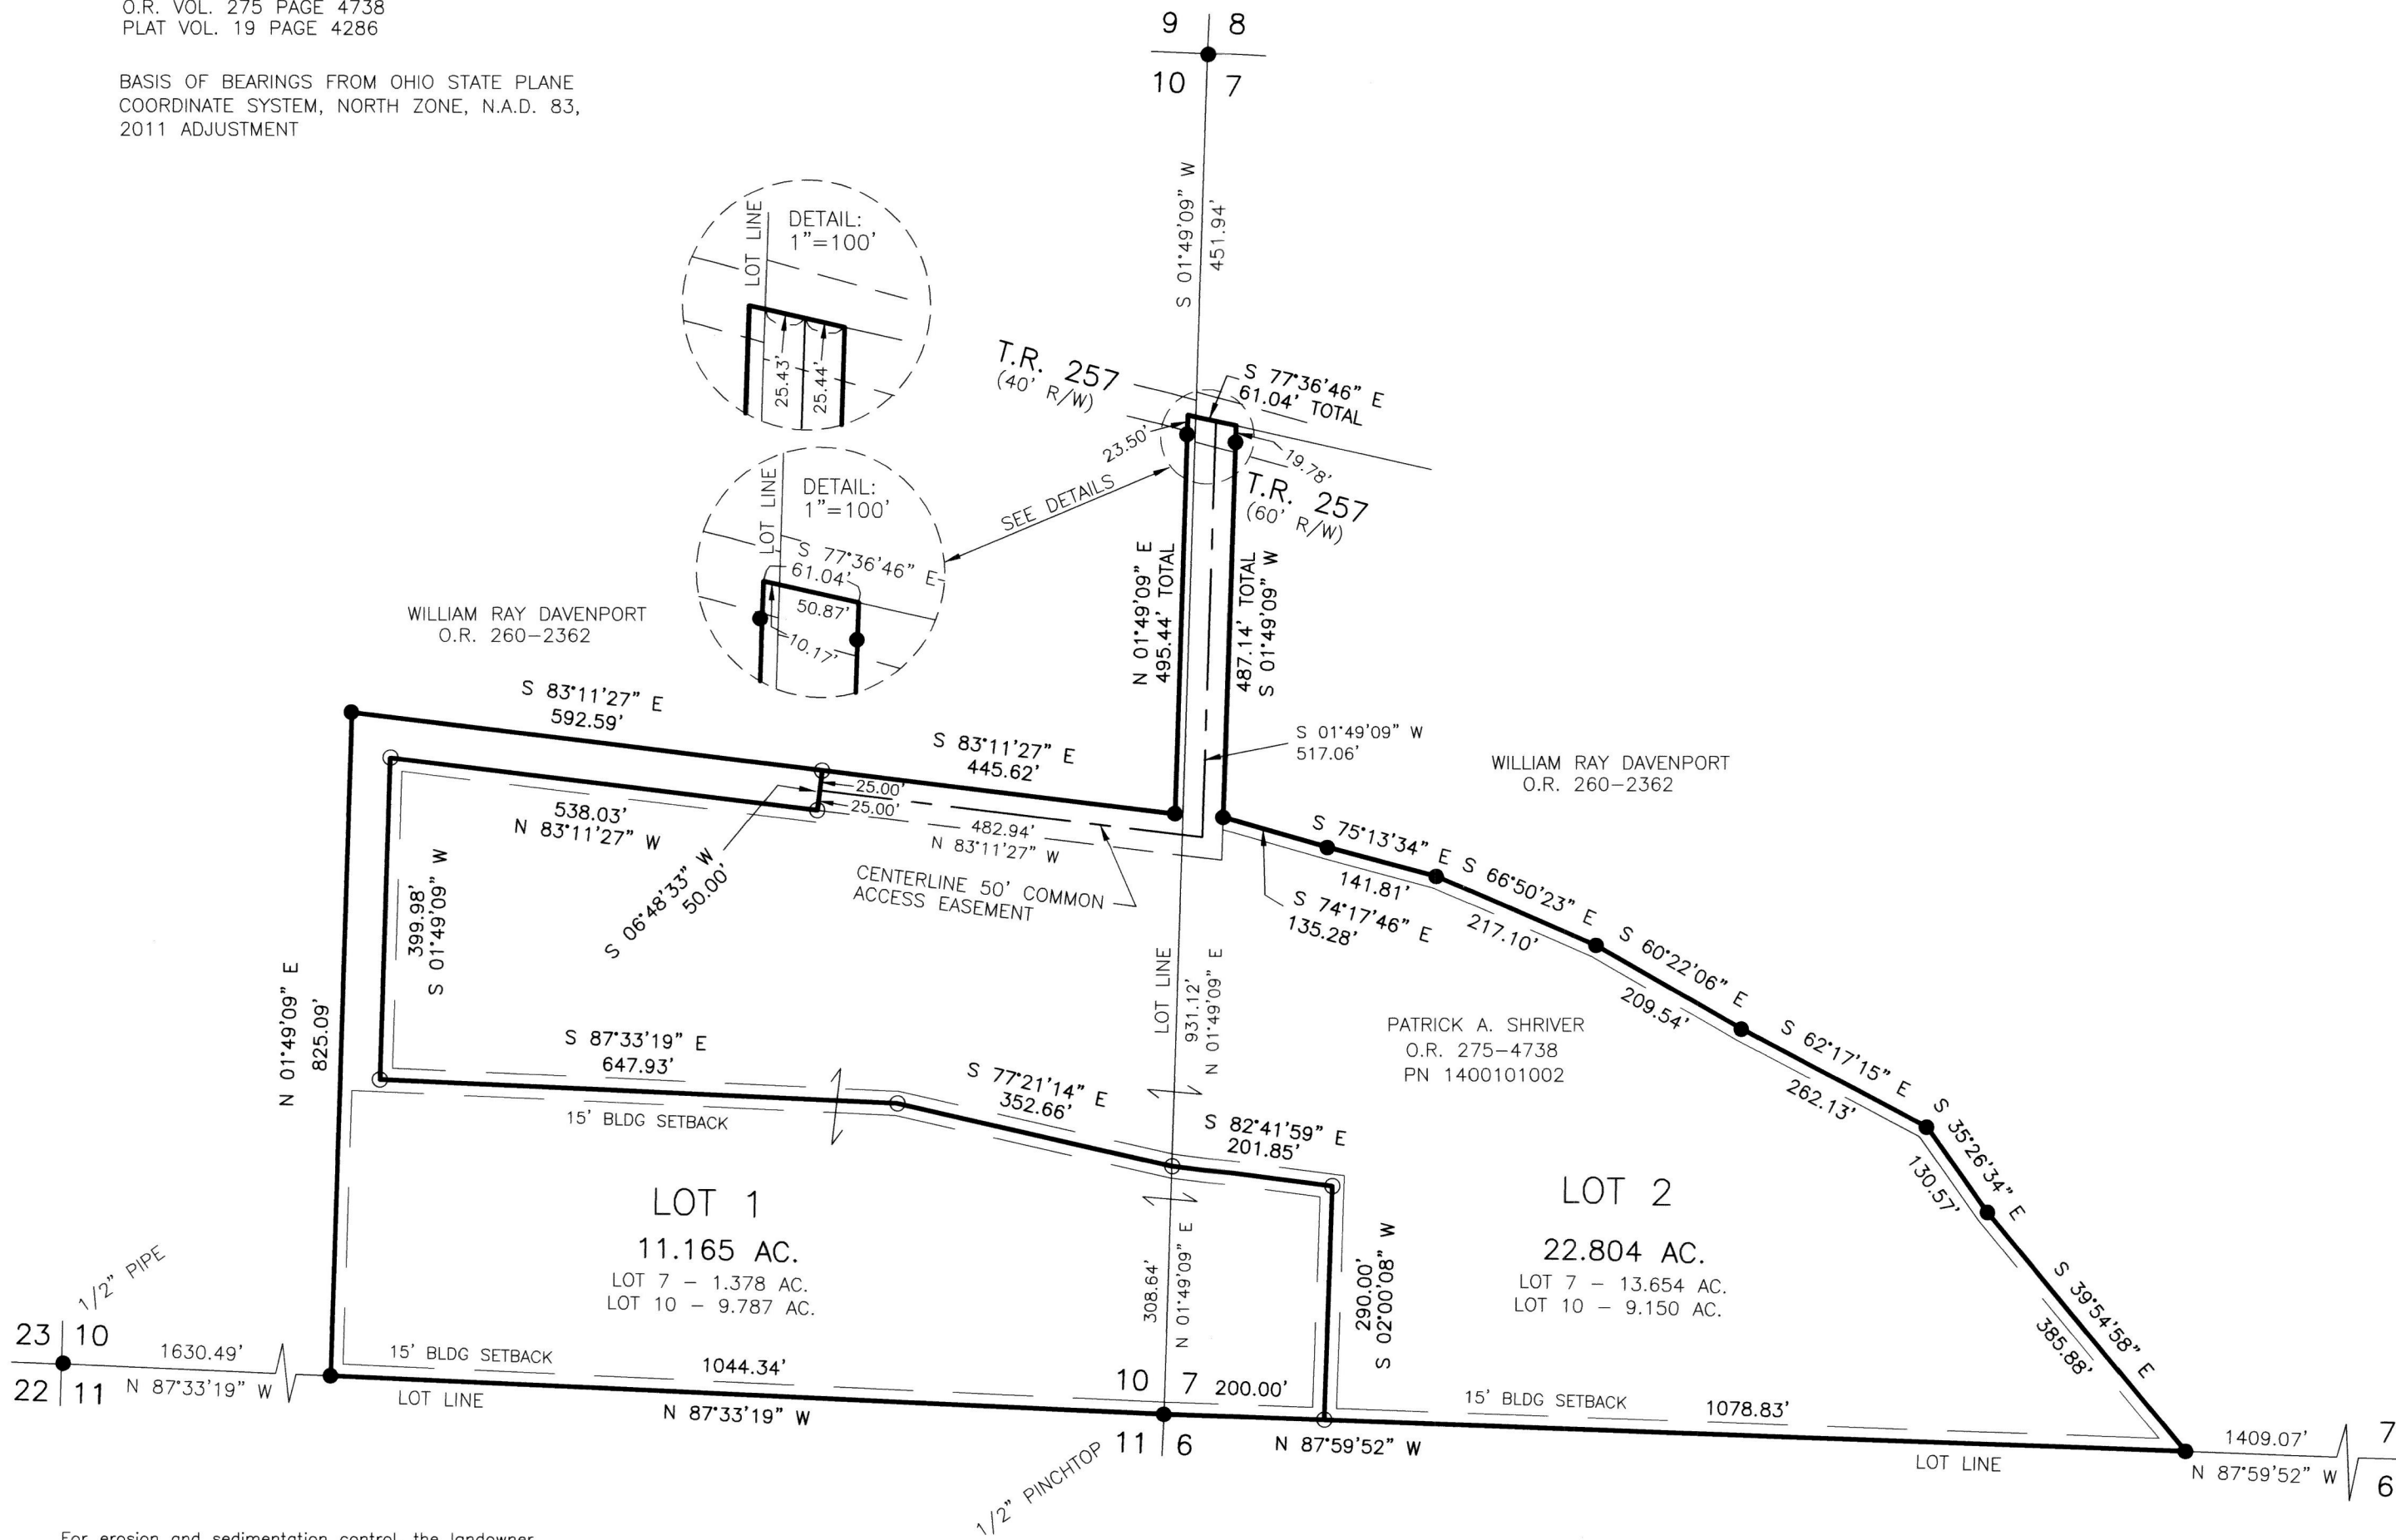 O.R. VOL. 275 PAGE 4738
PLAT VOL. 19 PAGE 4286
BASIS OF BEARINGS FROM OHIO STATE PLANE
COORDINATE SYSTEM, NORTH ZONE, N.A.D. 83,
2011 ADJUSTMENT
9 8
10 7
S 01°49'09" W
451.94'
LOT LINE
DETAIL:
1"=100'
25.43'
25.44'
T.R. 257
(40' R/W)
S 77°36'46" E
61.04' TOTAL
23.50'
19.78'
T.R. 257
(60' R/W)
SEE DETAILS
LOT LINE
DETAIL:
1"=100'
S 77°36'46" E
61.04'
50.87'
10.17'
N 01°49'09" E
495.44' TOTAL
487.14' TOTAL
S 01°49'09" W
WILLIAM RAY DAVENPORT
O.R. 260-2362
S 83°11'27" E
592.59'
S 83°11'27" E
445.62'
S 01°49'09" W
517.06'
WILLIAM RAY DAVENPORT
O.R. 260-2362
25.00'
25.00'
538.03'
N 83°11'27" W
482.94'
N 83°11'27" W
S 06°48'33" W
50.00'
CENTERLINE 50' COMMON
ACCESS EASEMENT
S 74°17'46" E
135.28'
S 75°13'34" E
141.81'
S 66°50'23" E
217.10'
S 60°22'06" E
209.54'
S 62°17'15" E
262.13'
S 35°26'34" E
130.57'
S 39°54'58" E
385.88'
399.98'
S 01°49'09" W
N 01°49'09" E
825.09'
LOT LINE
931.12'
N 01°49'09" E
PATRICK A. SHRIVER
O.R. 275-4738
PN 1400101002
S 87°33'19" E
647.93'
15' BLDG SETBACK
S 77°21'14" E
352.66'
S 82°41'59" E
201.85'
LOT 1
11.165 AC.
LOT 7 - 1.378 AC.
LOT 10 - 9.787 AC.
308.64'
N 01°49'09" E
290.00'
S 02°00'08" W
LOT 2
22.804 AC.
LOT 7 - 13.654 AC.
LOT 10 - 9.150 AC.
1/2" PIPE
23 10
22 11
1630.49'
N 87°33'19" W
15' BLDG SETBACK
LOT LINE
1044.34'
N 87°33'19" W
10 7
11 6
1/2" PINCHTOP
200.00'
N 87°59'52" W
15' BLDG SETBACK
1078.83'
LOT LINE
1409.07'
N 87°59'52" W
7
6
For erosion and sedimentation control, the landowner